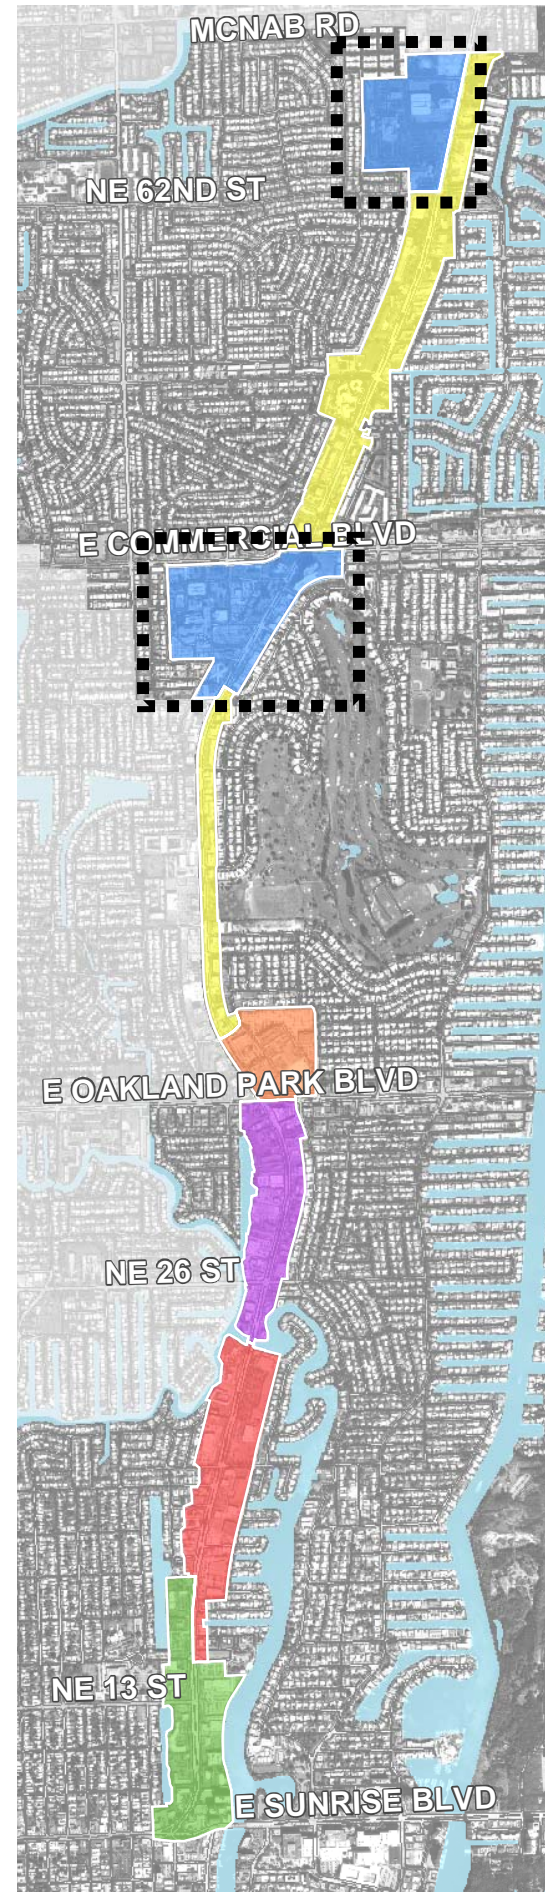 MCNAB RD
NE 62ND ST
E COMMERCIAL BLVD
E OAKLAND PARK BLVD
NE 26 ST
NE 13 ST
E SUNRISE BLVD